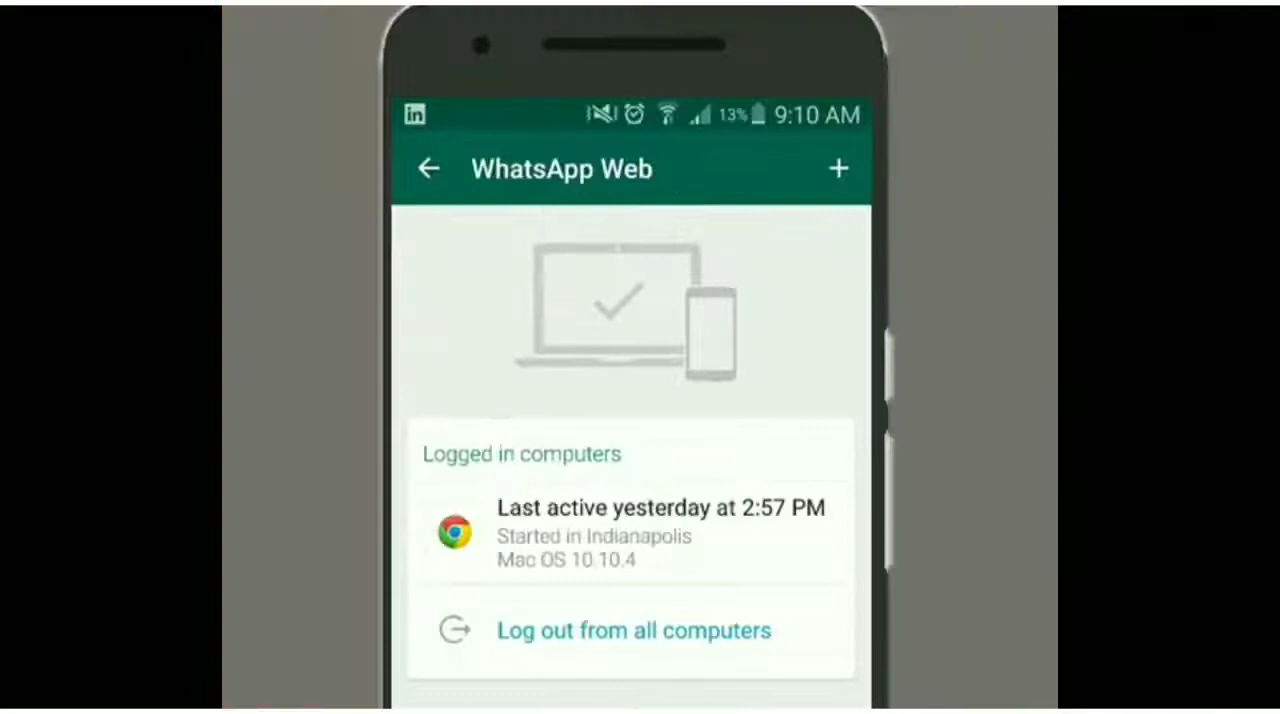 in
13%
9:10 AM
WhatsApp Web
Logged in computers
Last active yesterday at 2:57 PM
Started in Indianapolis
Mac OS 10.10.4
Log out from all computers